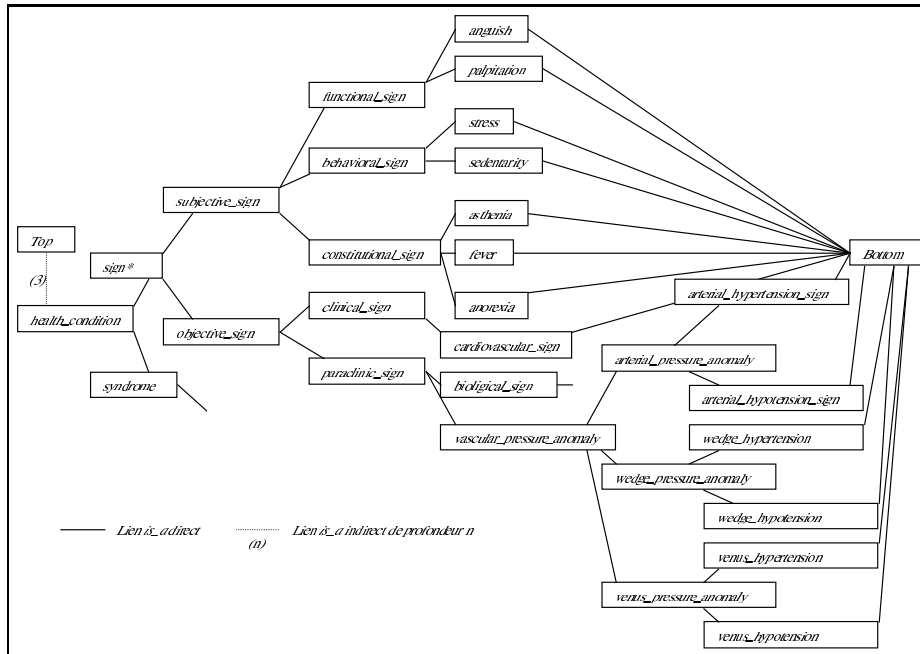 anguish
palpitation
functional_sign
stress
behavioral_sign
sedentarity
subjective_sign
asthenia
Top
constitutional_sign
fever
Bottom
sign*
(3)
anorexia
arterial_hypertension_sign
clinical_sign
health_condition
objective_sign
cardiovascular_sign
arterial_pressure_anomaly
paraclinic_sign
syndrome
bioligical_sign
arterial_hypotension_sign
vascular_pressure_anomaly
wedge_hypertension
wedge_pressure_anomaly
wedge_hypotension
Lien is_a direct
Lien is_a indirect de profondeur n
(n)
venus_hypertension
venus_pressure_anomaly
venus_hypotension